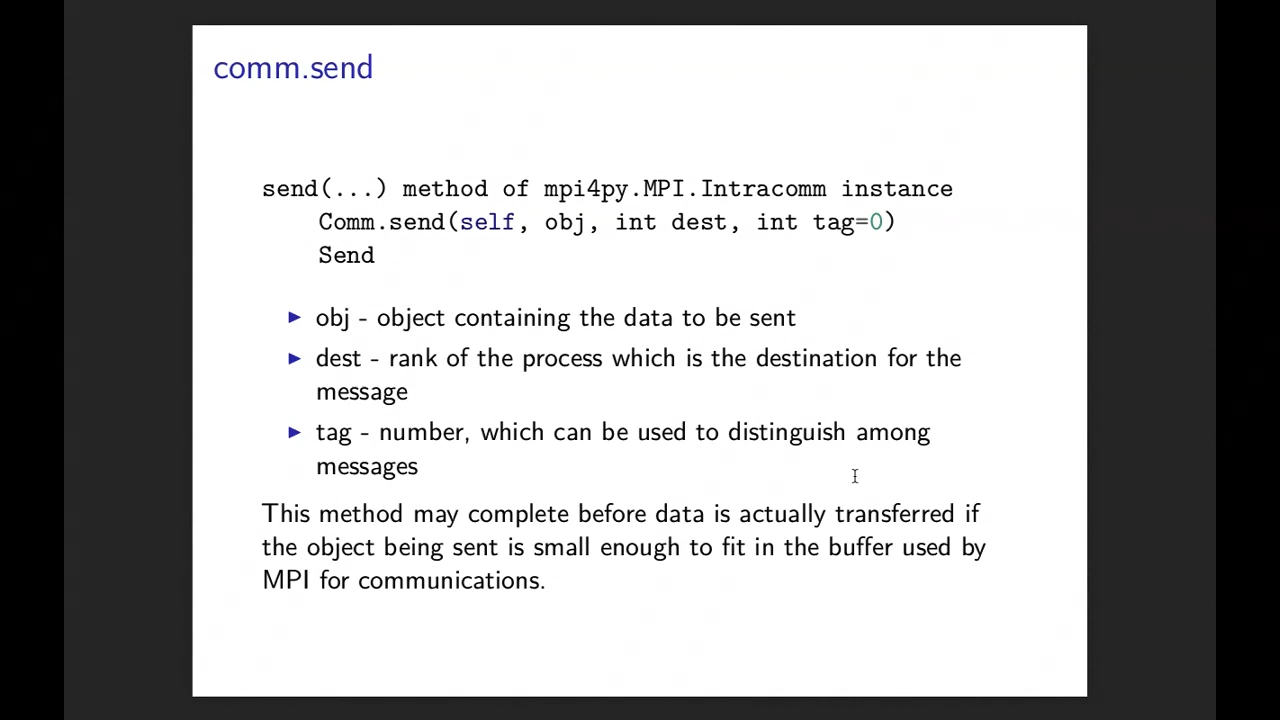 comm.send
send(...) method of mpi4py.MPI.Intracomm instance
Comm.send(self, obj, int dest, int tag=0)
Send
obj - object containing the data to be sent
dest - rank of the process which is the destination for the
message
tag - number, which can be used to distinguish among
messages
This method may complete before data is actually transferred if
the object being sent is small enough to fit in the buffer used by
MPI for communications.